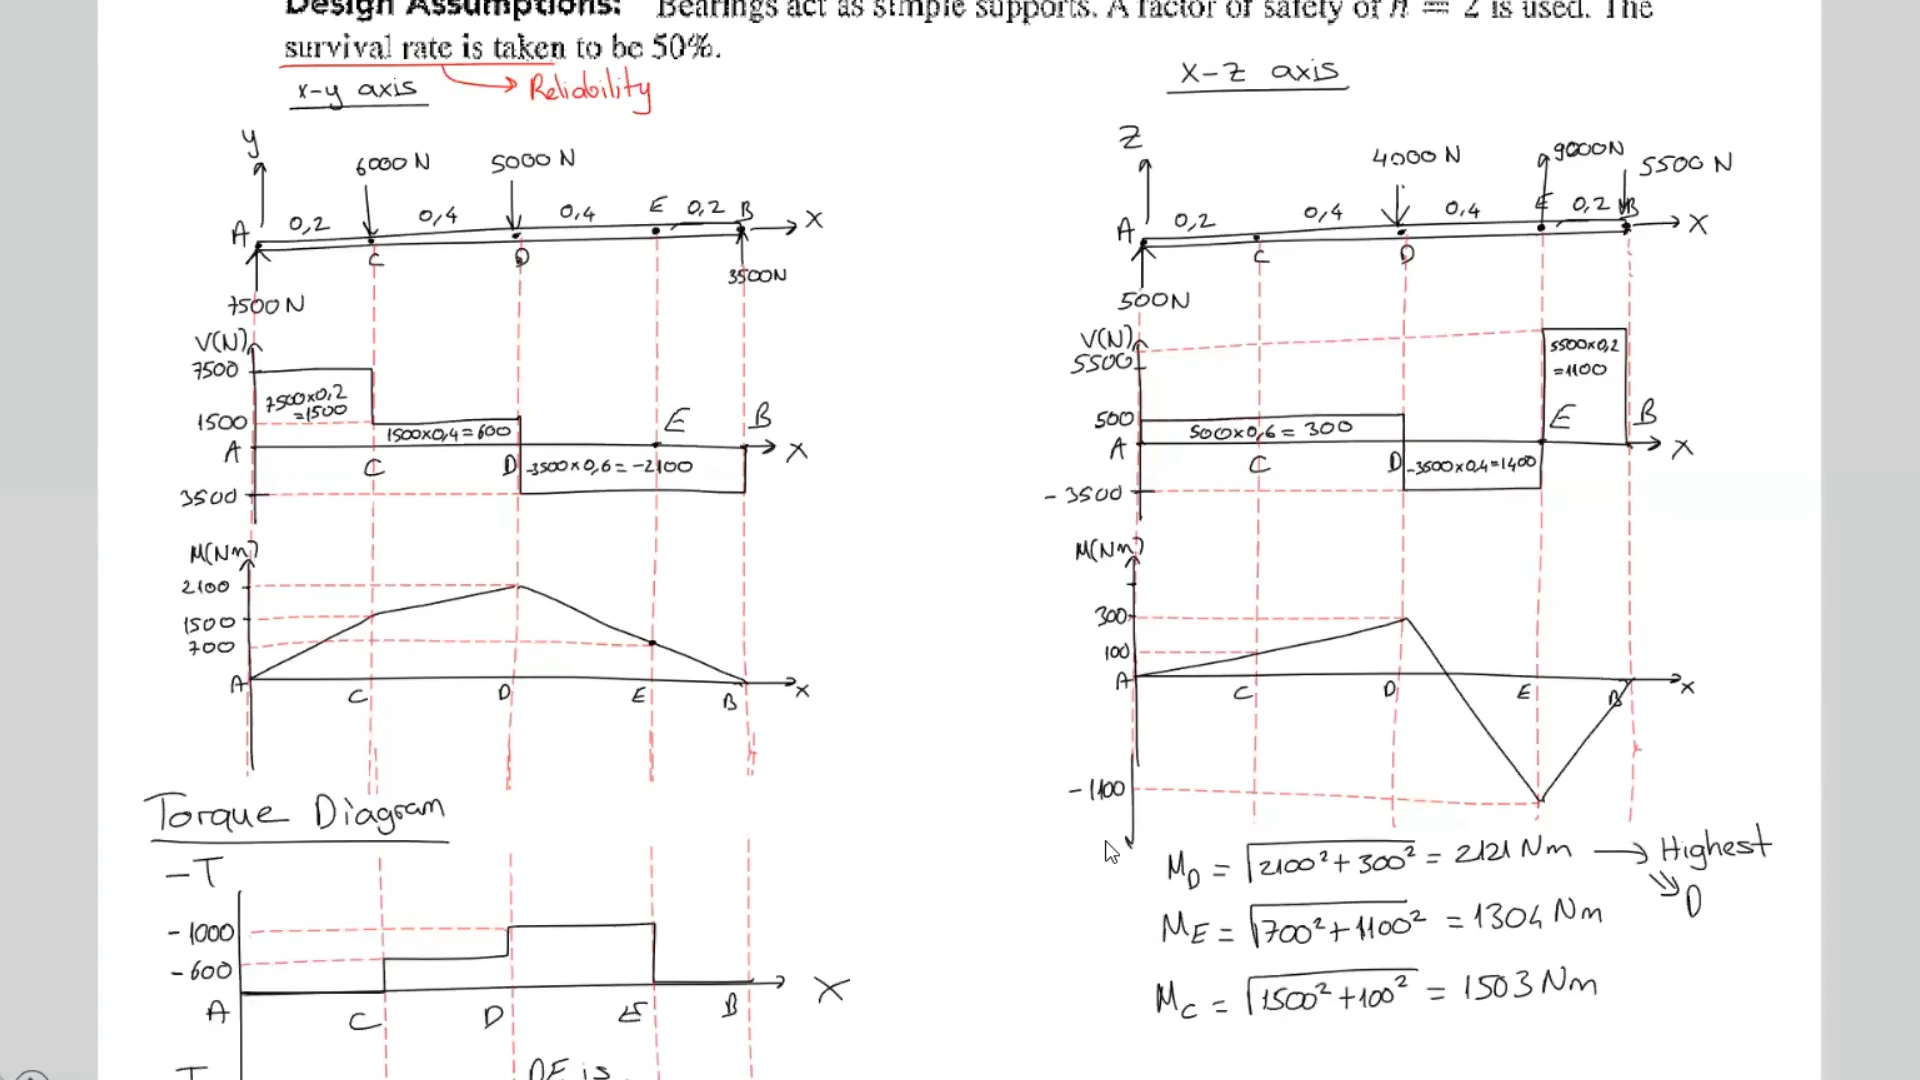 Design Assumptions: Bearings act as simple supports. A factor of safety of n = 2 is used. The
survival rate is taken to be 50%.
x-y axis
Reliability
y
6000 N
5000 N
A
0,2
0,4
0,4
E
0,2
B
X
C
D
7500 N
3500N
V(N)
7500
7500x0,2
=1500
1500
1500x0,4=600
E
B
A
X
C
D
-3500x0,6= -2100
3500
M(Nm)
2100
1500
700
A
C
D
E
B
X
Torque Diagram
-T
-1000
-600
A
C
D
E
B
X
T
DE is
X-Z axis
Z
4000 N
9000N
5500 N
A
0,2
0,4
0,4
E
0,2
B
X
C
D
500N
V(N)
5500
5500x0,2
=1100
500
500x0,6= 300
E
B
A
X
C
D
-3500x0,4=1400
-3500
M(Nm)
300
100
A
C
D
E
B
X
-1100
MD = √2100²+300² = 2121 Nm → Highest
D
ME = √700²+1100² = 1304 Nm
MC = √1500²+100² = 1503 Nm